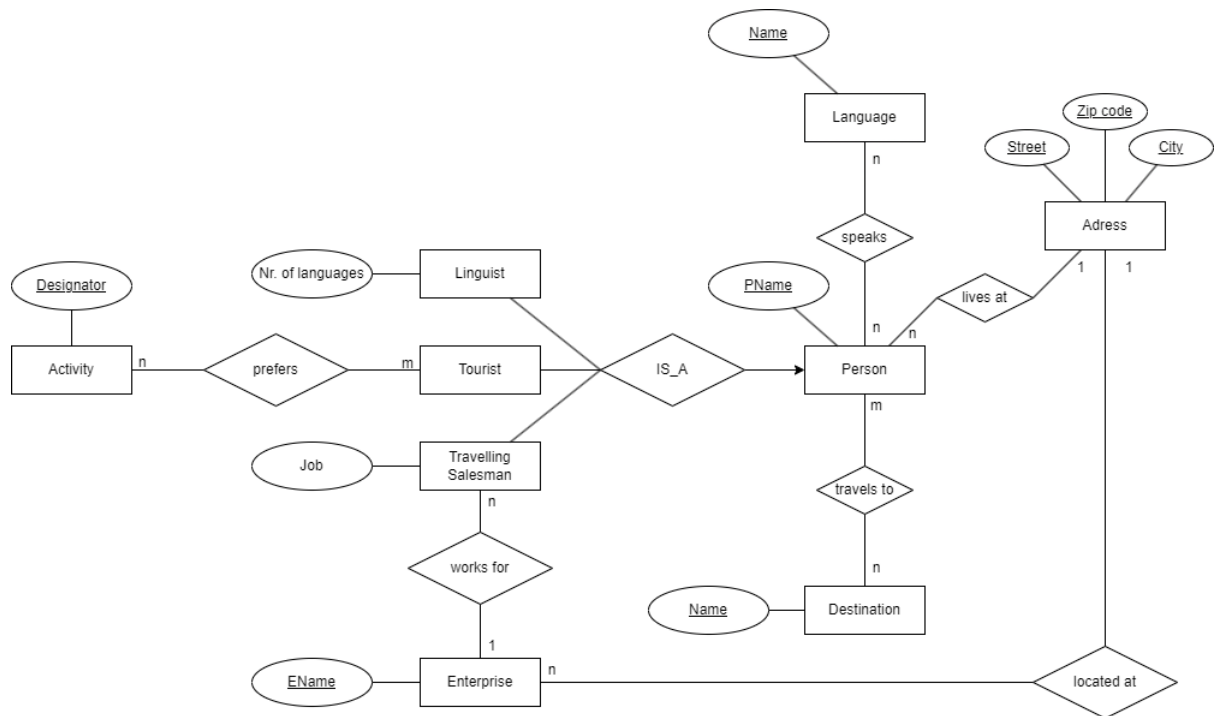 Name
Language
n
Zip code
Street
City
Adress
speaks
1
1
Nr. of languages
Linguist
Designator
PName
lives at
n
n
Activity
n
prefers
m
Tourist
IS_A
Person
m
Job
Travelling
Salesman
n
travels to
works for
n
Name
Destination
1
EName
Enterprise
n
located at